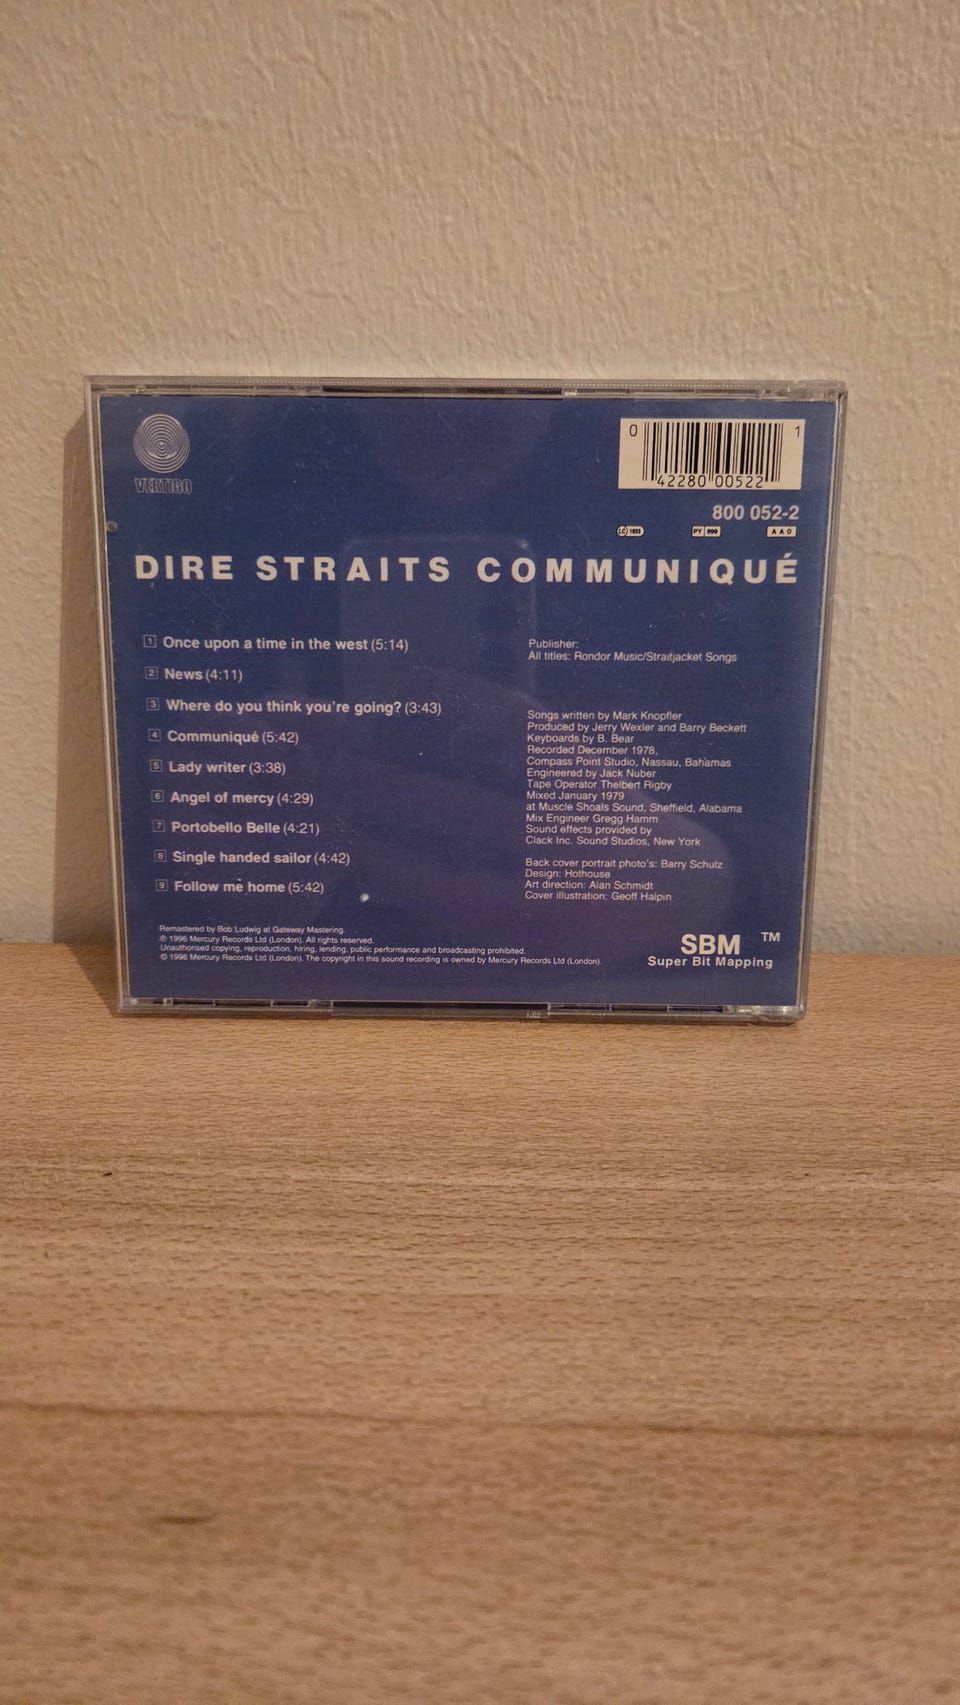 VERTIGO
0 42280 00522 1
800 052-2
LC 1633 PY 899 AAD
DIRE STRAITS COMMUNIQUÉ
1 Once upon a time in the west (5:14)
2 News (4:11)
3 Where do you think you're going? (3:43)
4 Communiqué (5:42)
5 Lady writer (3:38)
6 Angel of mercy (4:29)
7 Portobello Belle (4:21)
8 Single handed sailor (4:42)
9 Follow me home (5:42)
Publisher:
All titles: Rondor Music/Straitjacket Songs
Songs written by Mark Knopfler
Produced by Jerry Wexler and Barry Beckett
Keyboards by B. Bear
Recorded December 1978,
Compass Point Studio, Nassau, Bahamas
Engineered by Jack Nuber
Tape Operator Thelbert Rigby
Mixed January 1979
at Muscle Shoals Sound, Sheffield, Alabama
Mix Engineer Gregg Hamm
Sound effects provided by
Clack Inc. Sound Studios, New York
Back cover portrait photo's: Barry Schulz
Design: Hothouse
Art direction: Alan Schmidt
Cover illustration: Geoff Halpin
Remastered by Bob Ludwig at Gateway Mastering.
℗ 1996 Mercury Records Ltd (London). All rights reserved.
Unauthorised copying, reproduction, hiring, lending, public performance and broadcasting prohibited.
© 1996 Mercury Records Ltd (London). The copyright in this sound recording is owned by Mercury Records Ltd (London).
SBM ™
Super Bit Mapping